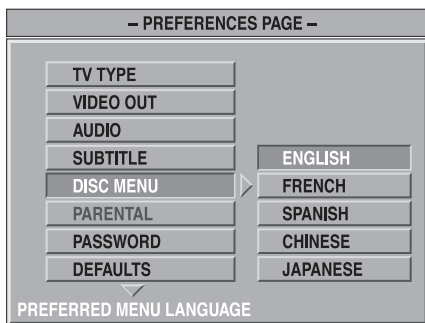 – PREFERENCES PAGE –
TV TYPE
VIDEO OUT
AUDIO
SUBTITLE
DISC MENU
PARENTAL
PASSWORD
DEFAULTS
ENGLISH
FRENCH
SPANISH
CHINESE
JAPANESE
PREFERRED MENU LANGUAGE